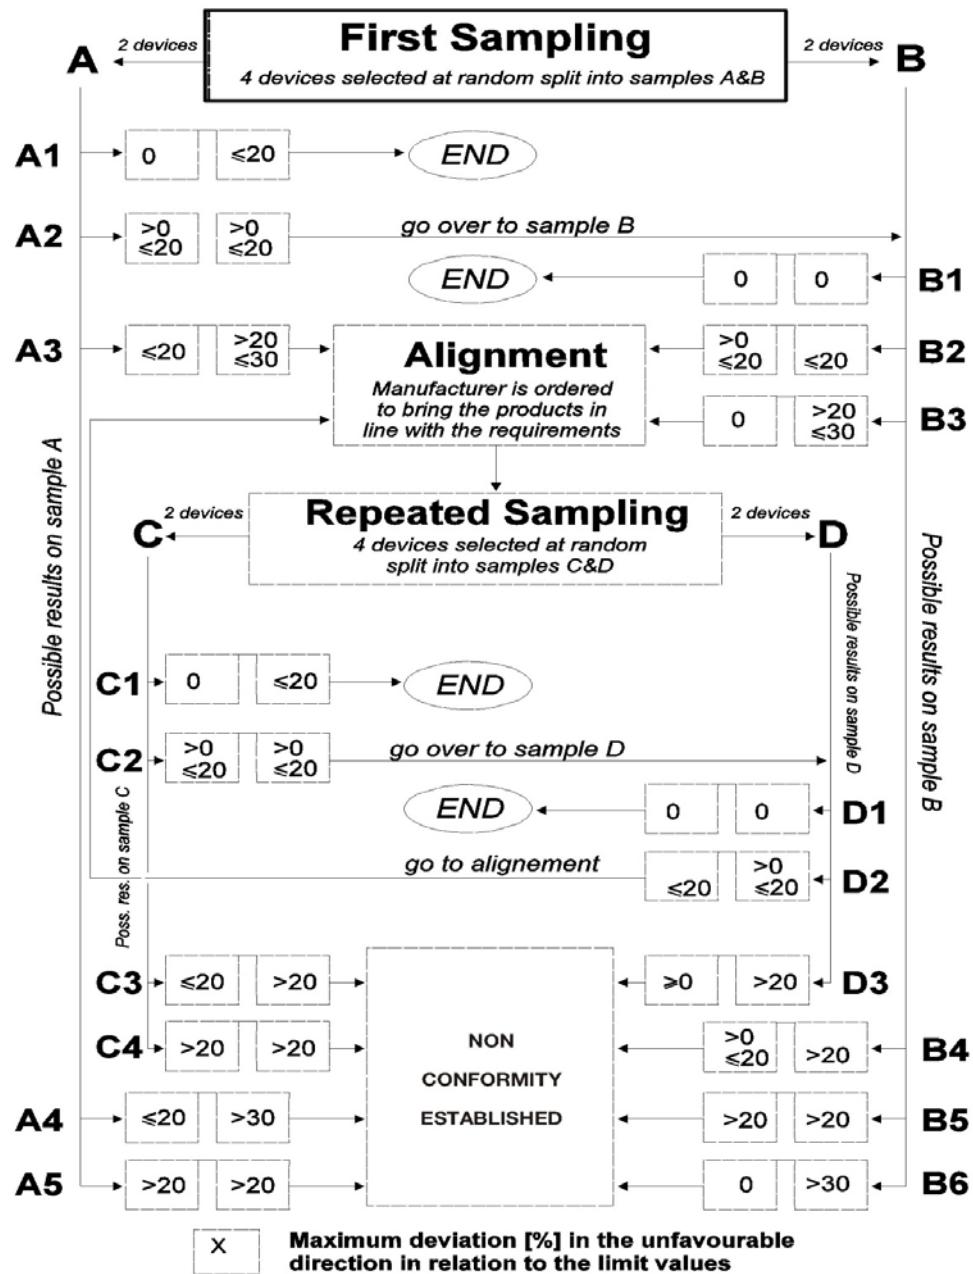 First Sampling
4 devices selected at random split into samples A&B
A
2 devices
2 devices
B
A1
0
≤20
END
A2
>0
≤20
>0
≤20
go over to sample B
END
0
0
B1
A3
≤20
>20
≤30
Alignment
Manufacturer is ordered
to bring the products in
line with the requirements
>0
≤20
≤20
B2
0
>20
≤30
B3
Possible results on sample A
Possible results on sample B
C
2 devices
Repeated Sampling
4 devices selected at random
split into samples C&D
2 devices
D
Possible results on sample D
C1
0
≤20
END
C2
>0
≤20
>0
≤20
go over to sample D
Poss. res. on sample C
END
0
0
D1
go to alignement
≤20
>0
≤20
D2
C3
≤20
>20
NON
CONFORMITY
ESTABLISHED
≥0
>20
D3
C4
>20
>20
>0
≤20
>20
B4
A4
≤20
>30
>20
>20
B5
A5
>20
>20
0
>30
B6
X
Maximum deviation [%] in the unfavourable
direction in relation to the limit values